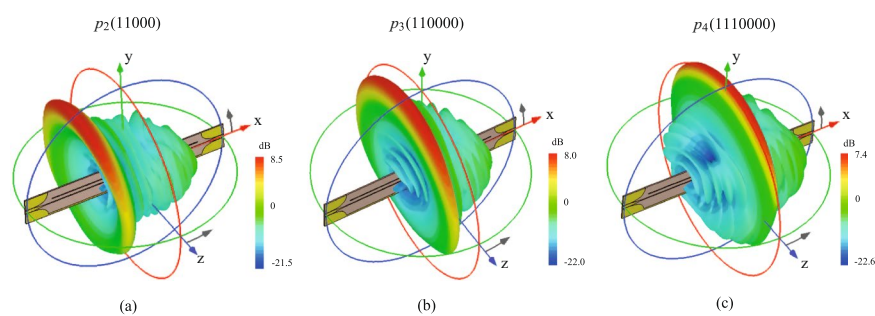 p2(11000)
p3(110000)
p4(1110000)
y
x
dB
8.5
0
-21.5
z
(a)
y
x
dB
8.0
0
-22.0
z
(b)
y
x
dB
7.4
0
-22.6
z
(c)